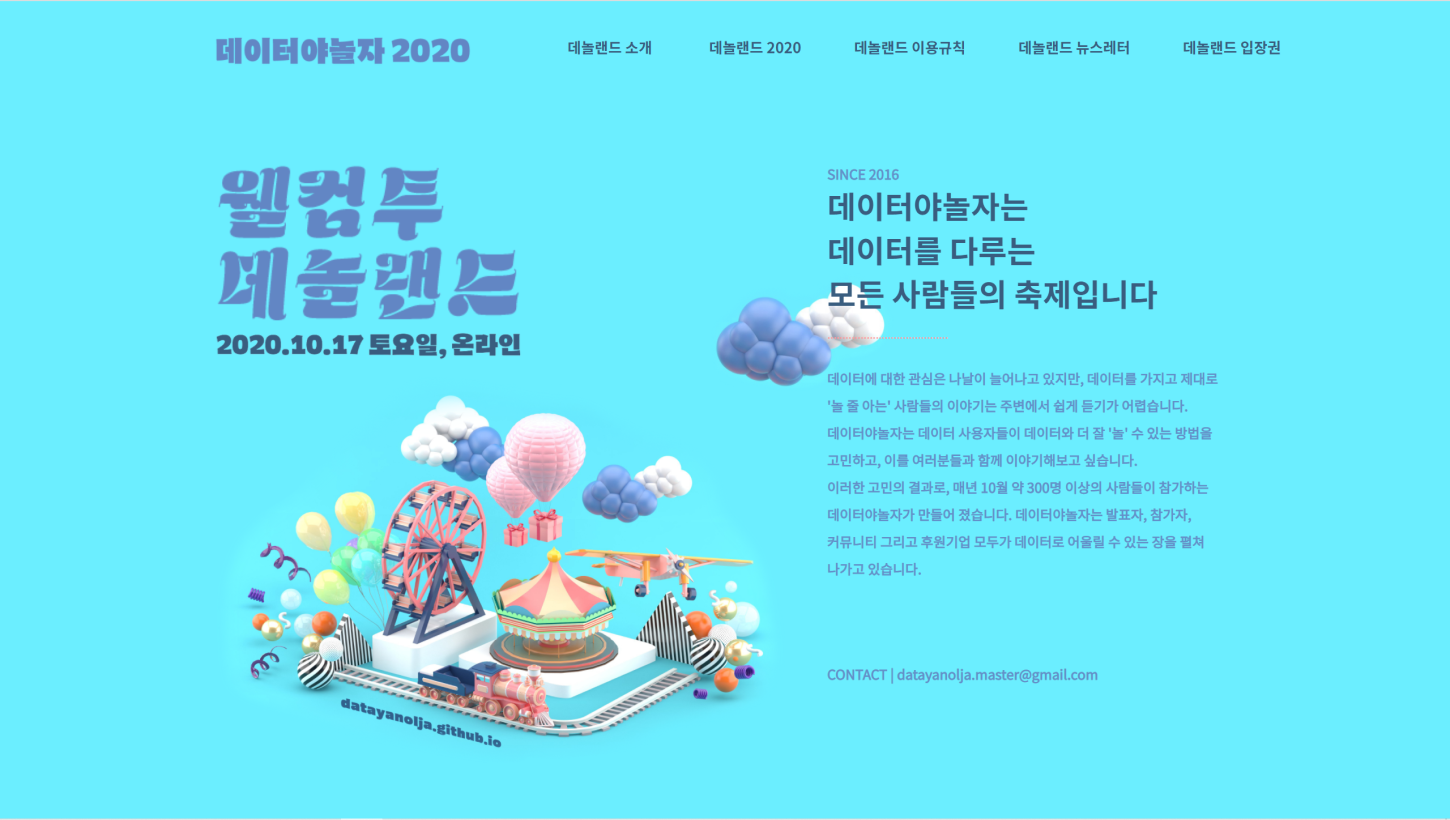 데이터야놀자 2020
데놀랜드 소개
데놀랜드 2020
데놀랜드 이용규칙
데놀랜드 뉴스레터
데놀랜드 입장권
웰컴 투
데놀랜드
2020.10.17 토요일, 온라인
datayanolja.github.io
SINCE 2016
데이터야놀자는
데이터를 다루는
모든 사람들의 축제입니다
데이터에 대한 관심은 나날이 늘어나고 있지만, 데이터를 가지고 제대로
'놀 줄 아는' 사람들의 이야기는 주변에서 쉽게 듣기가 어렵습니다.
데이터야놀자는 데이터 사용자들이 데이터와 더 잘 '놀' 수 있는 방법을
고민하고, 이를 여러분들과 함께 이야기해보고 싶습니다.
이러한 고민의 결과로, 매년 10월 약 300명 이상의 사람들이 참가하는
데이터야놀자가 만들어 졌습니다. 데이터야놀자는 발표자, 참가자,
커뮤니티 그리고 후원기업 모두가 데이터로 어울릴 수 있는 장을 펼쳐
나가고 있습니다.
CONTACT | datayanolja.master@gmail.com